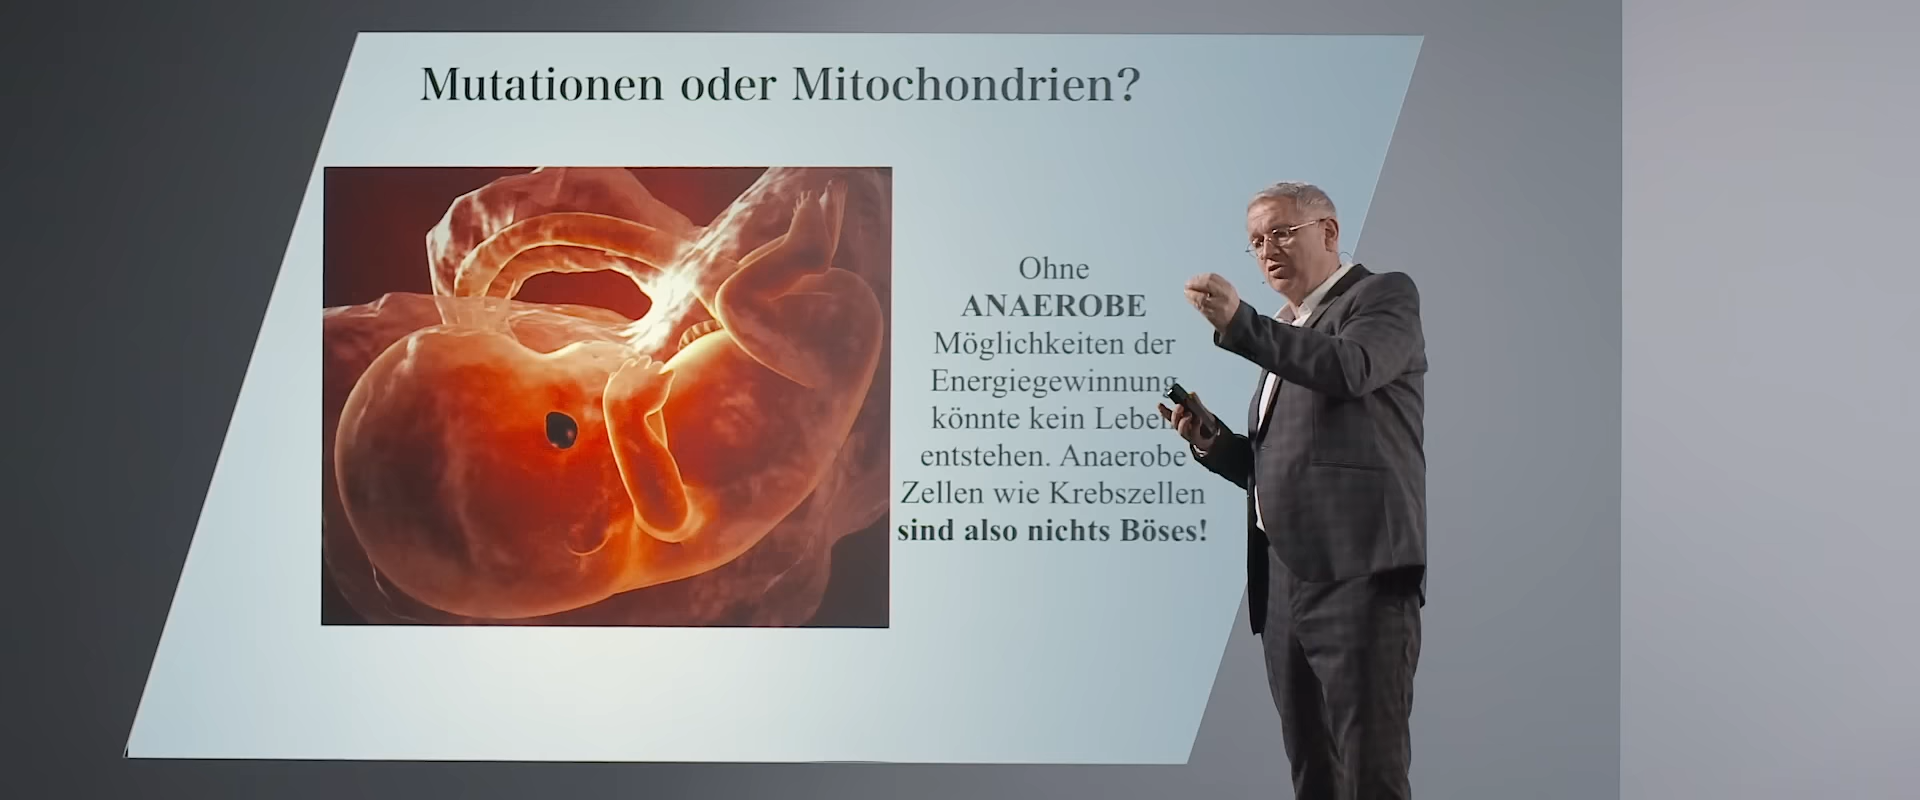 Mutationen oder Mitochondrien?
Ohne
ANAEROBE
Möglichkeiten der
Energiegewinnung
könnte kein Leben
entstehen. Anaerobe
Zellen wie Krebszellen
sind also nichts Böses!